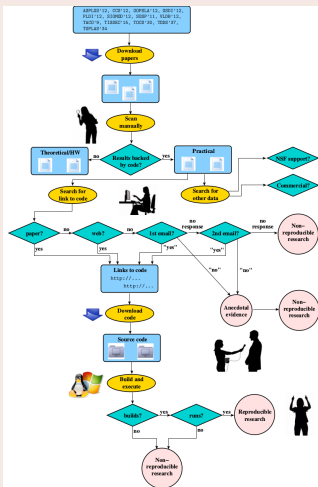 ASPLOS'12, CCS'12, OOPSLA'12, OSDI'12,
PLDI'12, SIGMOD'12, SOSP'11, VLDB'12,
TACO'9, TISSEC'15, TOCS'30, TODS'37,
TOPLAS'34
Download
papers
Scan
manually
Theoretical/HW
no
Results backed
by code?
yes
Practical
NSF support?
Commercial?
Search for
link to code
Search for
other data
paper?
no
web?
no
1st email?
no
response
2nd email?
no
response
Non-
reproducible
research
yes
yes
"yes"
"yes"
"no"
"no"
Links to code
http://...
http://...
Anecdotal
evidence
Non-
reproducible
research
Download
code
Source code
Build and
execute
builds?
yes
runs?
yes
Reproducible
research
no
no
Non-
reproducible
research